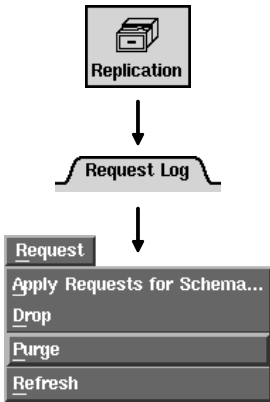 Replication
Request Log
Request
Apply Requests for Schema...
Drop
Purge
Refresh